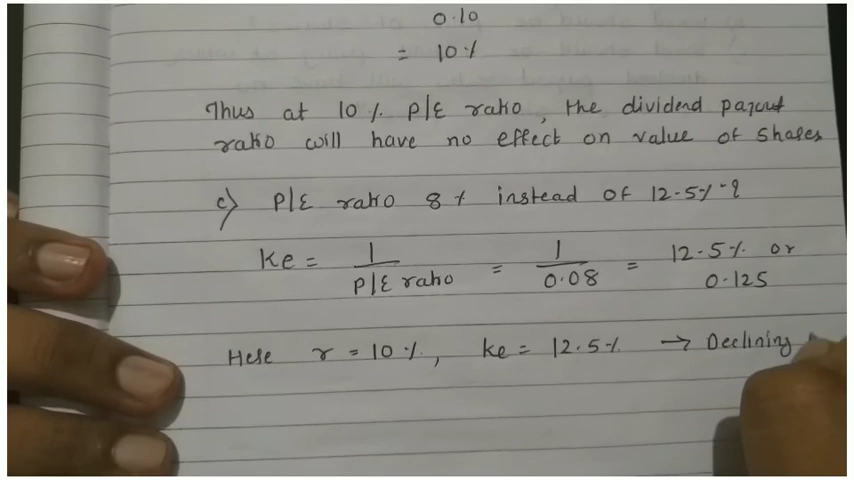 0.10
= 10%
Thus at 10% P/E ratio, the dividend payout
ratio will have no effect on value of Shares
c) P/E ratio 8% instead of 12.5%?
Ke = 1 / P/E ratio = 1 / 0.08 = 12.5% or 0.125
Here r = 10%, ke = 12.5% → Declining